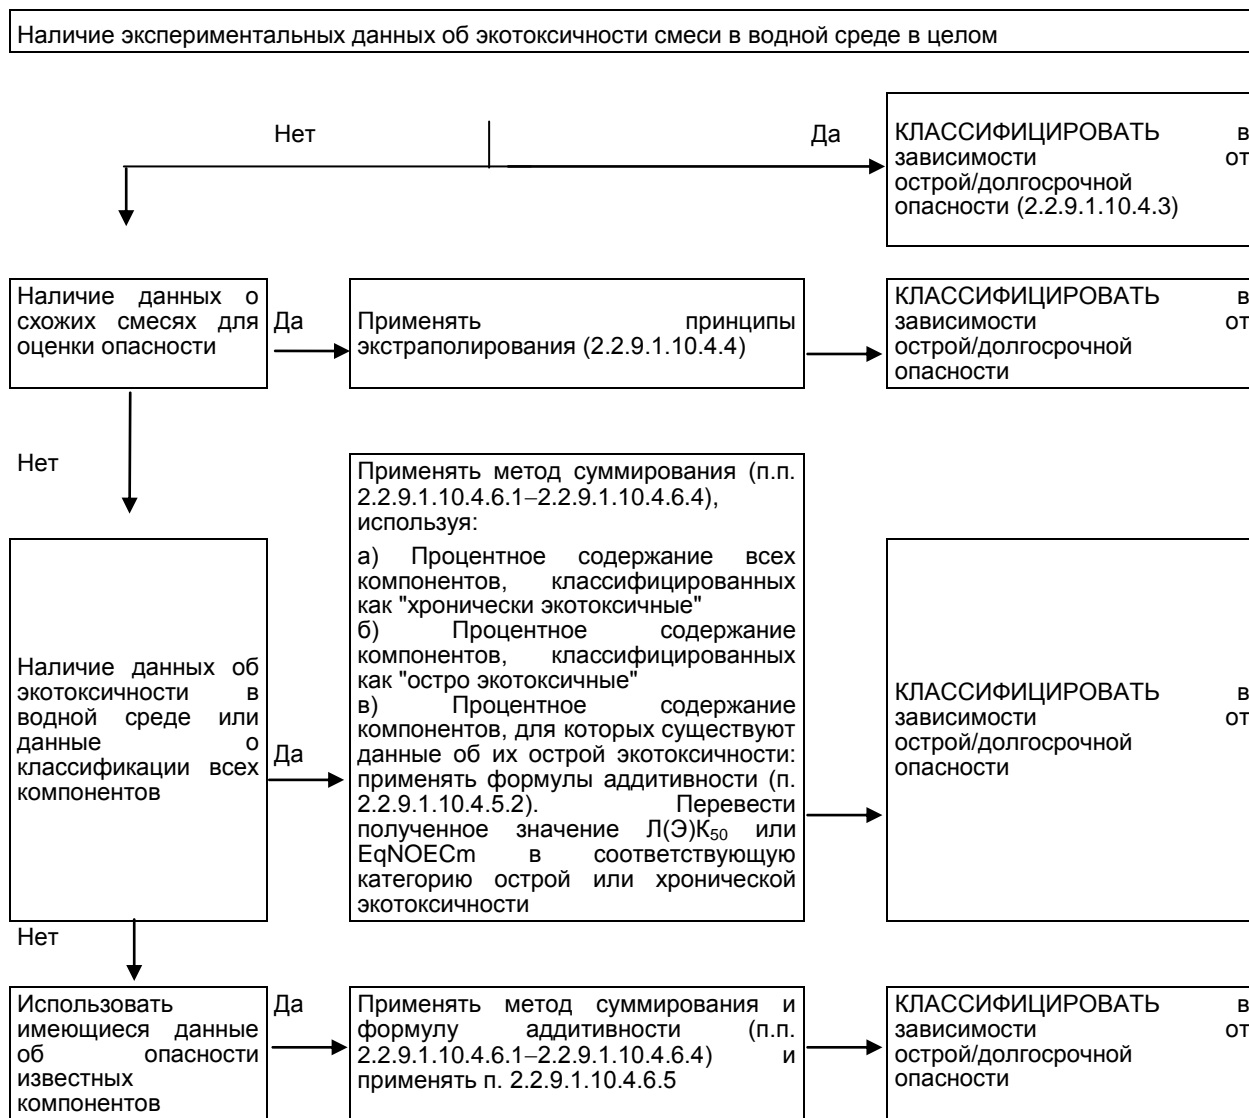 Наличие экспериментальных данных об экотоксичности смеси в водной среде в целом
Нет
Да
КЛАССИФИЦИРОВАТЬ в
зависимости от
острой/долгосрочной
опасности (2.2.9.1.10.4.3)
Наличие данных о
схожих смесях для
оценки опасности
Да
Применять принципы
экстраполирования (2.2.9.1.10.4.4)
КЛАССИФИЦИРОВАТЬ в
зависимости от
острой/долгосрочной
опасности
Нет
Наличие данных об
экотоксичности в
водной среде или
данные о
классификации всех
компонентов
Да
Применять метод суммирования (п.п.
2.2.9.1.10.4.6.1–2.2.9.1.10.4.6.4),
используя:
а) Процентное содержание всех
компонентов, классифицированных
как "хронически экотоксичные"
б) Процентное содержание
компонентов, классифицированных
как "остро экотоксичные"
в) Процентное содержание
компонентов, для которых существуют
данные об их острой экотоксичности:
применять формулы аддитивности (п.
2.2.9.1.10.4.5.2). Перевести
полученное значение Л(Э)К50 или
EqNOECm в соответствующую
категорию острой или хронической
экотоксичности
КЛАССИФИЦИРОВАТЬ в
зависимости от
острой/долгосрочной
опасности
Нет
Использовать
имеющиеся данные
об опасности
известных
компонентов
Да
Применять метод суммирования и
формулу аддитивности (п.п.
2.2.9.1.10.4.6.1–2.2.9.1.10.4.6.4) и
применять п. 2.2.9.1.10.4.6.5
КЛАССИФИЦИРОВАТЬ в
зависимости от
острой/долгосрочной
опасности